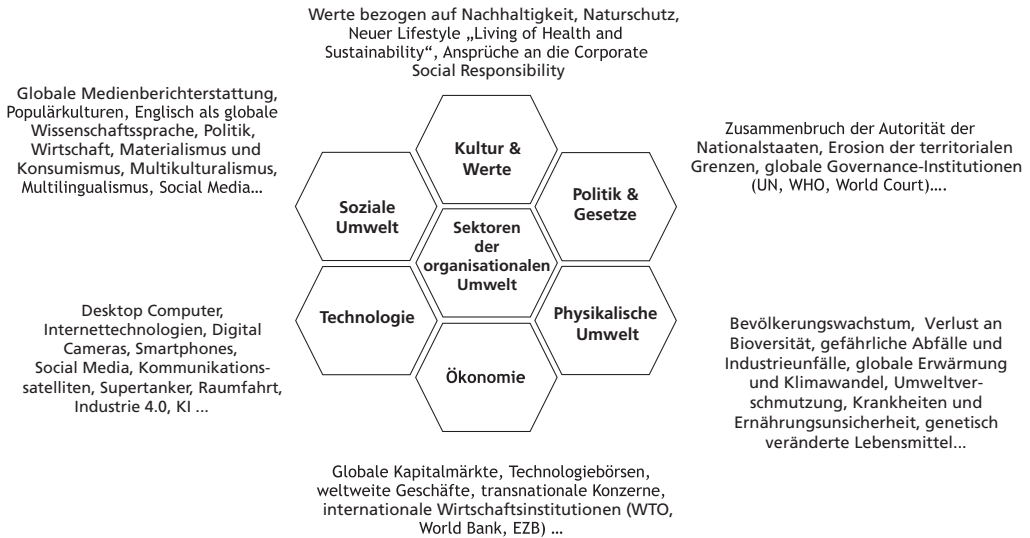 Werte bezogen auf Nachhaltigkeit, Naturschutz,
Neuer Lifestyle „Living of Health and
Sustainability“, Ansprüche an die Corporate
Social Responsibility
Globale Medienberichterstattung,
Populärkulturen, Englisch als globale
Wissenschaftssprache, Politik,
Wirtschaft, Materialismus und
Konsumismus, Multikulturalismus,
Multilingualismus, Social Media…
Zusammenbruch der Autorität der
Nationalstaaten, Erosion der territorialen
Grenzen, globale Governance-Institutionen
(UN, WHO, World Court)….
Kultur &
Werte
Soziale
Umwelt
Politik &
Gesetze
Sektoren
der
organisationalen
Umwelt
Technologie
Physikalische
Umwelt
Ökonomie
Desktop Computer,
Internettechnologien, Digital
Cameras, Smartphones,
Social Media, Kommunikations-
satelliten, Supertanker, Raumfahrt,
Industrie 4.0, KI ...
Bevölkerungswachstum, Verlust an
Bioversität, gefährliche Abfälle und
Industrieunfälle, globale Erwärmung
und Klimawandel, Umweltver-
schmutzung, Krankheiten und
Ernährungsunsicherheit, genetisch
veränderte Lebensmittel…
Globale Kapitalmärkte, Technologiebörsen,
weltweite Geschäfte, transnationale Konzerne,
internationale Wirtschaftsinstitutionen (WTO,
World Bank, EZB) …